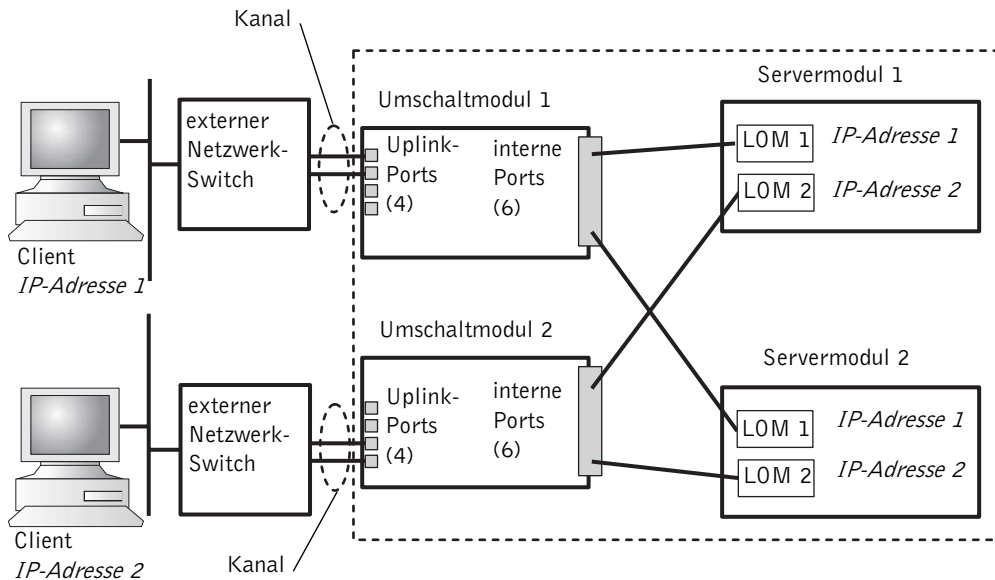 Kanal
Servermodul 1
Umschaltmodul 1
externer
Netzwerk-
Switch
Uplink-
Ports
(4)
interne
Ports
(6)
LOM 1
IP-Adresse 1
LOM 2
IP-Adresse 2
Client
IP-Adresse 1
Umschaltmodul 2
Servermodul 2
externer
Netzwerk-
Switch
Uplink-
Ports
(4)
interne
Ports
(6)
LOM 1
IP-Adresse 1
LOM 2
IP-Adresse 2
Client
IP-Adresse 2
Kanal